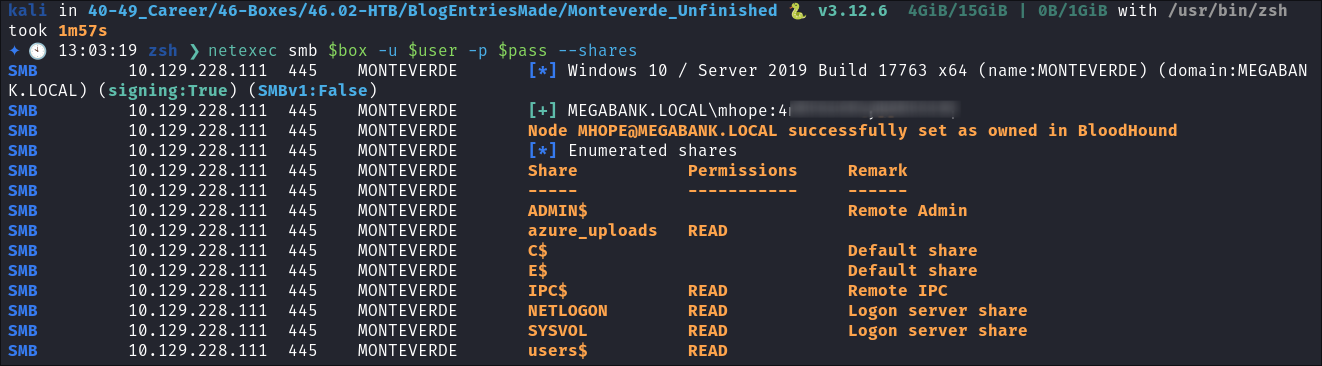 kali in 40-49_Career/46-Boxes/46.02-HTB/BlogEntriesMade/Monteverde_Unfinished 🐍 v3.12.6 4GiB/15GiB | 0B/1GiB with /usr/bin/zsh
took 1m57s
✦ 🕙 13:03:19 zsh ❯ netexec smb $box -u $user -p $pass --shares
SMB 10.129.228.111 445 MONTEVERDE [*] Windows 10 / Server 2019 Build 17763 x64 (name:MONTEVERDE) (domain:MEGABAN
K.LOCAL) (signing:True) (SMBv1:False)
SMB 10.129.228.111 445 MONTEVERDE [+] MEGABANK.LOCAL\mhope:
SMB 10.129.228.111 445 MONTEVERDE Node MHOPE@MEGABANK.LOCAL successfully set as owned in BloodHound
SMB 10.129.228.111 445 MONTEVERDE [*] Enumerated shares
SMB 10.129.228.111 445 MONTEVERDE Share Permissions Remark
SMB 10.129.228.111 445 MONTEVERDE ----- ----------- ------
SMB 10.129.228.111 445 MONTEVERDE ADMIN$ Remote Admin
SMB 10.129.228.111 445 MONTEVERDE azure_uploads READ
SMB 10.129.228.111 445 MONTEVERDE C$ Default share
SMB 10.129.228.111 445 MONTEVERDE E$ Default share
SMB 10.129.228.111 445 MONTEVERDE IPC$ READ Remote IPC
SMB 10.129.228.111 445 MONTEVERDE NETLOGON READ Logon server share
SMB 10.129.228.111 445 MONTEVERDE SYSVOL READ Logon server share
SMB 10.129.228.111 445 MONTEVERDE users$ READ